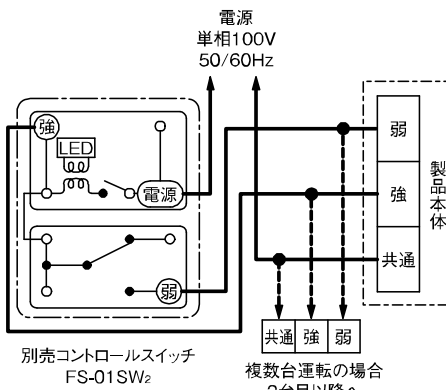 電源
単相100V
50/60Hz
強
LED
電源
弱
弱
強
共通
製品本体
共通 強 弱
別売コントロールスイッチ
FS-01SW₂
複数台運転の場合
2台目以降へ